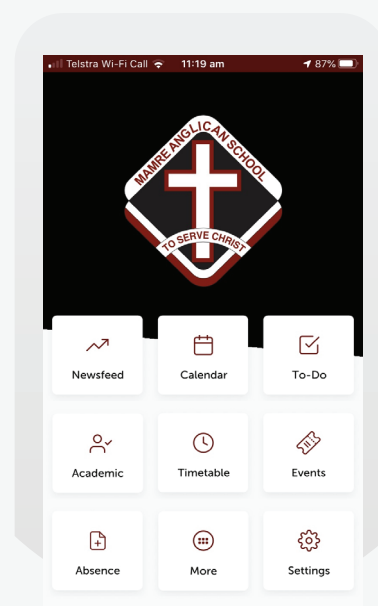 Telstra Wi-Fi Call 11:19 am 87%
MAMRE ANGLICAN SCHOOL
TO SERVE CHRIST
Newsfeed Calendar To-Do
Academic Timetable Events
Absence More Settings